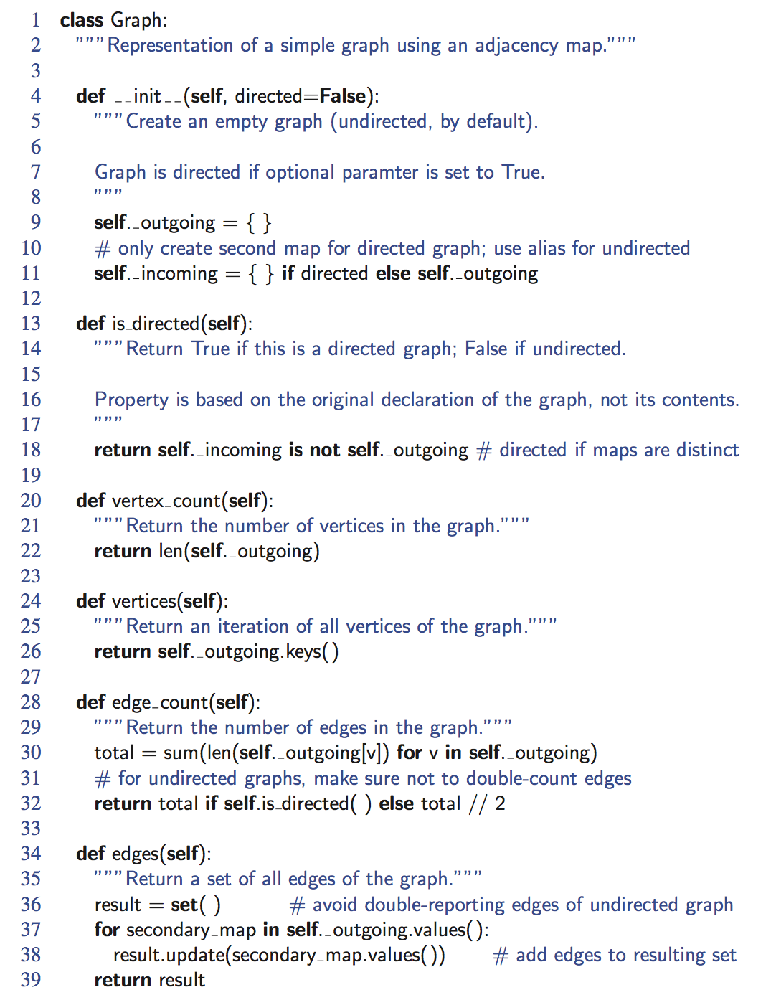 1 class Graph:
2 """Representation of a simple graph using an adjacency map."""
3
4 def __init__(self, directed=False):
5 """Create an empty graph (undirected, by default).
6
7 Graph is directed if optional paramter is set to True.
8 """
9 self._outgoing = { }
10 # only create second map for directed graph; use alias for undirected
11 self._incoming = { } if directed else self._outgoing
12
13 def is_directed(self):
14 """Return True if this is a directed graph; False if undirected.
15
16 Property is based on the original declaration of the graph, not its contents.
17 """
18 return self._incoming is not self._outgoing # directed if maps are distinct
19
20 def vertex_count(self):
21 """Return the number of vertices in the graph."""
22 return len(self._outgoing)
23
24 def vertices(self):
25 """Return an iteration of all vertices of the graph."""
26 return self._outgoing.keys()
27
28 def edge_count(self):
29 """Return the number of edges in the graph."""
30 total = sum(len(self._outgoing[v]) for v in self._outgoing)
31 # for undirected graphs, make sure not to double-count edges
32 return total if self.is_directed( ) else total // 2
33
34 def edges(self):
35 """Return a set of all edges of the graph."""
36 result = set( ) # avoid double-reporting edges of undirected graph
37 for secondary_map in self._outgoing.values():
38 result.update(secondary_map.values()) # add edges to resulting set
39 return result